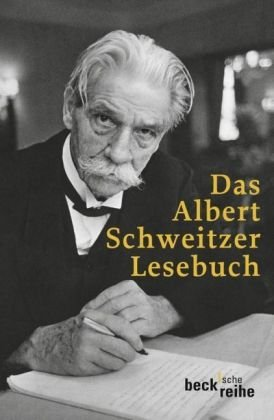 Das
Albert
Schweitzer
Lesebuch
beck'sche
reihe